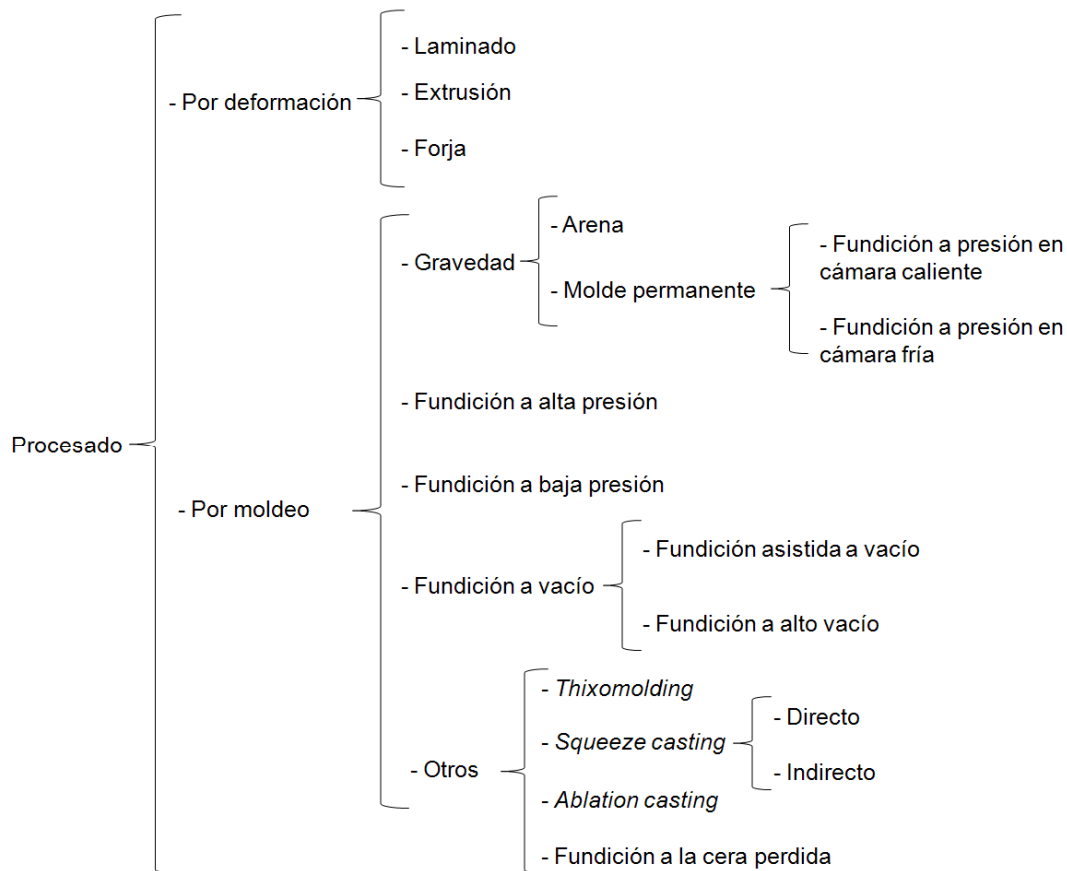 Procesado
- Por deformación
- Laminado
- Extrusión
- Forja
- Por moldeo
- Gravedad
- Arena
- Molde permanente
- Fundición a presión en
cámara caliente
- Fundición a presión en
cámara fría
- Fundición a alta presión
- Fundición a baja presión
- Fundición a vacío
- Fundición asistida a vacío
- Fundición a alto vacío
- Otros
- Thixomolding
- Squeeze casting
- Directo
- Indirecto
- Ablation casting
- Fundición a la cera perdida